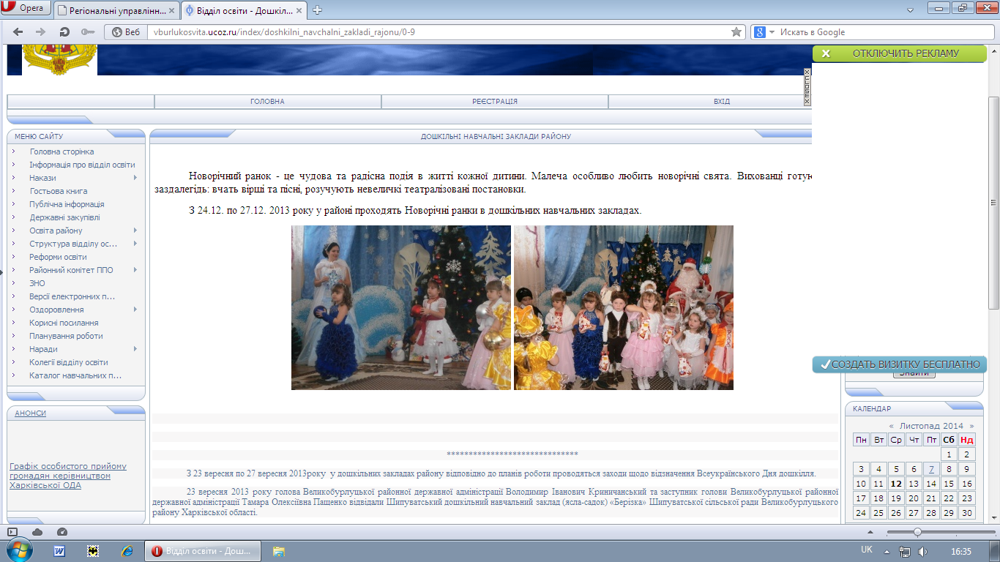 Opera
Регіональні управлінн...
Відділ освіти - Дошкіл...
Веб
vburlukosvita.ucoz.ru/index/doshkilni_navchalni_zakladi_rajonu/0-9
Искать в Google
ОТКЛЮЧИТЬ РЕКЛАМУ
ГОЛОВНА
РЕЄСТРАЦІЯ
ВХІД
МЕНЮ САЙТУ
Головна сторінка
Інформація про відділ освіти
Накази
Гостьова книга
Публічна інформація
Державні закупівлі
Освіта району
Структура відділу ос...
Реформи освіти
Районний комітет ППО
ЗНО
Версії електронних п...
Оздоровлення
Корисні посилання
Планування роботи
Наради
Колегії відділу освіти
Каталог навчальних п...
АНОНСИ
Графік особистого прийому
громадян керівництвом
Харківської ОДА
ДОШКІЛЬНІ НАВЧАЛЬНІ ЗАКЛАДИ РАЙОНУ
Новорічний ранок - це чудова та радісна подія в житті кожної дитини. Малеча особливо любить новорічні свята. Вихованці готую
заздалегідь: вчать вірші та пісні, розучують невеличкі театралізовані постановки.
З 24.12. по 27.12. 2013 року у районі проходять Новорічні ранки в дошкільних навчальних закладах.
******************************
З 23 вересня по 27 вересня 2013року у дошкільних закладах району відповідно до планів роботи проводяться заходи щодо відзначення Всеукраїнського Дня дошкілля.
23 вересня 2013 року голова Великобурлуцької районної державної адміністрації Володимир Іванович Криничанський та заступник голови Великобурлуцької районної
державної адміністрації Тамара Олексіївна Пащенко відвідали Шипуватський дошкільний навчальний заклад (ясла-садок) «Берізка» Шипуватської сільської ради Великобурлуцького
району Харківської області.
СОЗДАТЬ ВИЗИТКУ БЕСПЛАТНО
Знайти
КАЛЕНДАР
« Листопад 2014 »
Пн Вт Ср Чт Пт Сб Нд
1 2
3 4 5 6 7 8 9
10 11 12 13 14 15 16
17 18 19 20 21 22 23
24 25 26 27 28 29 30
Відділ освіти - Дош...
UK
16:35